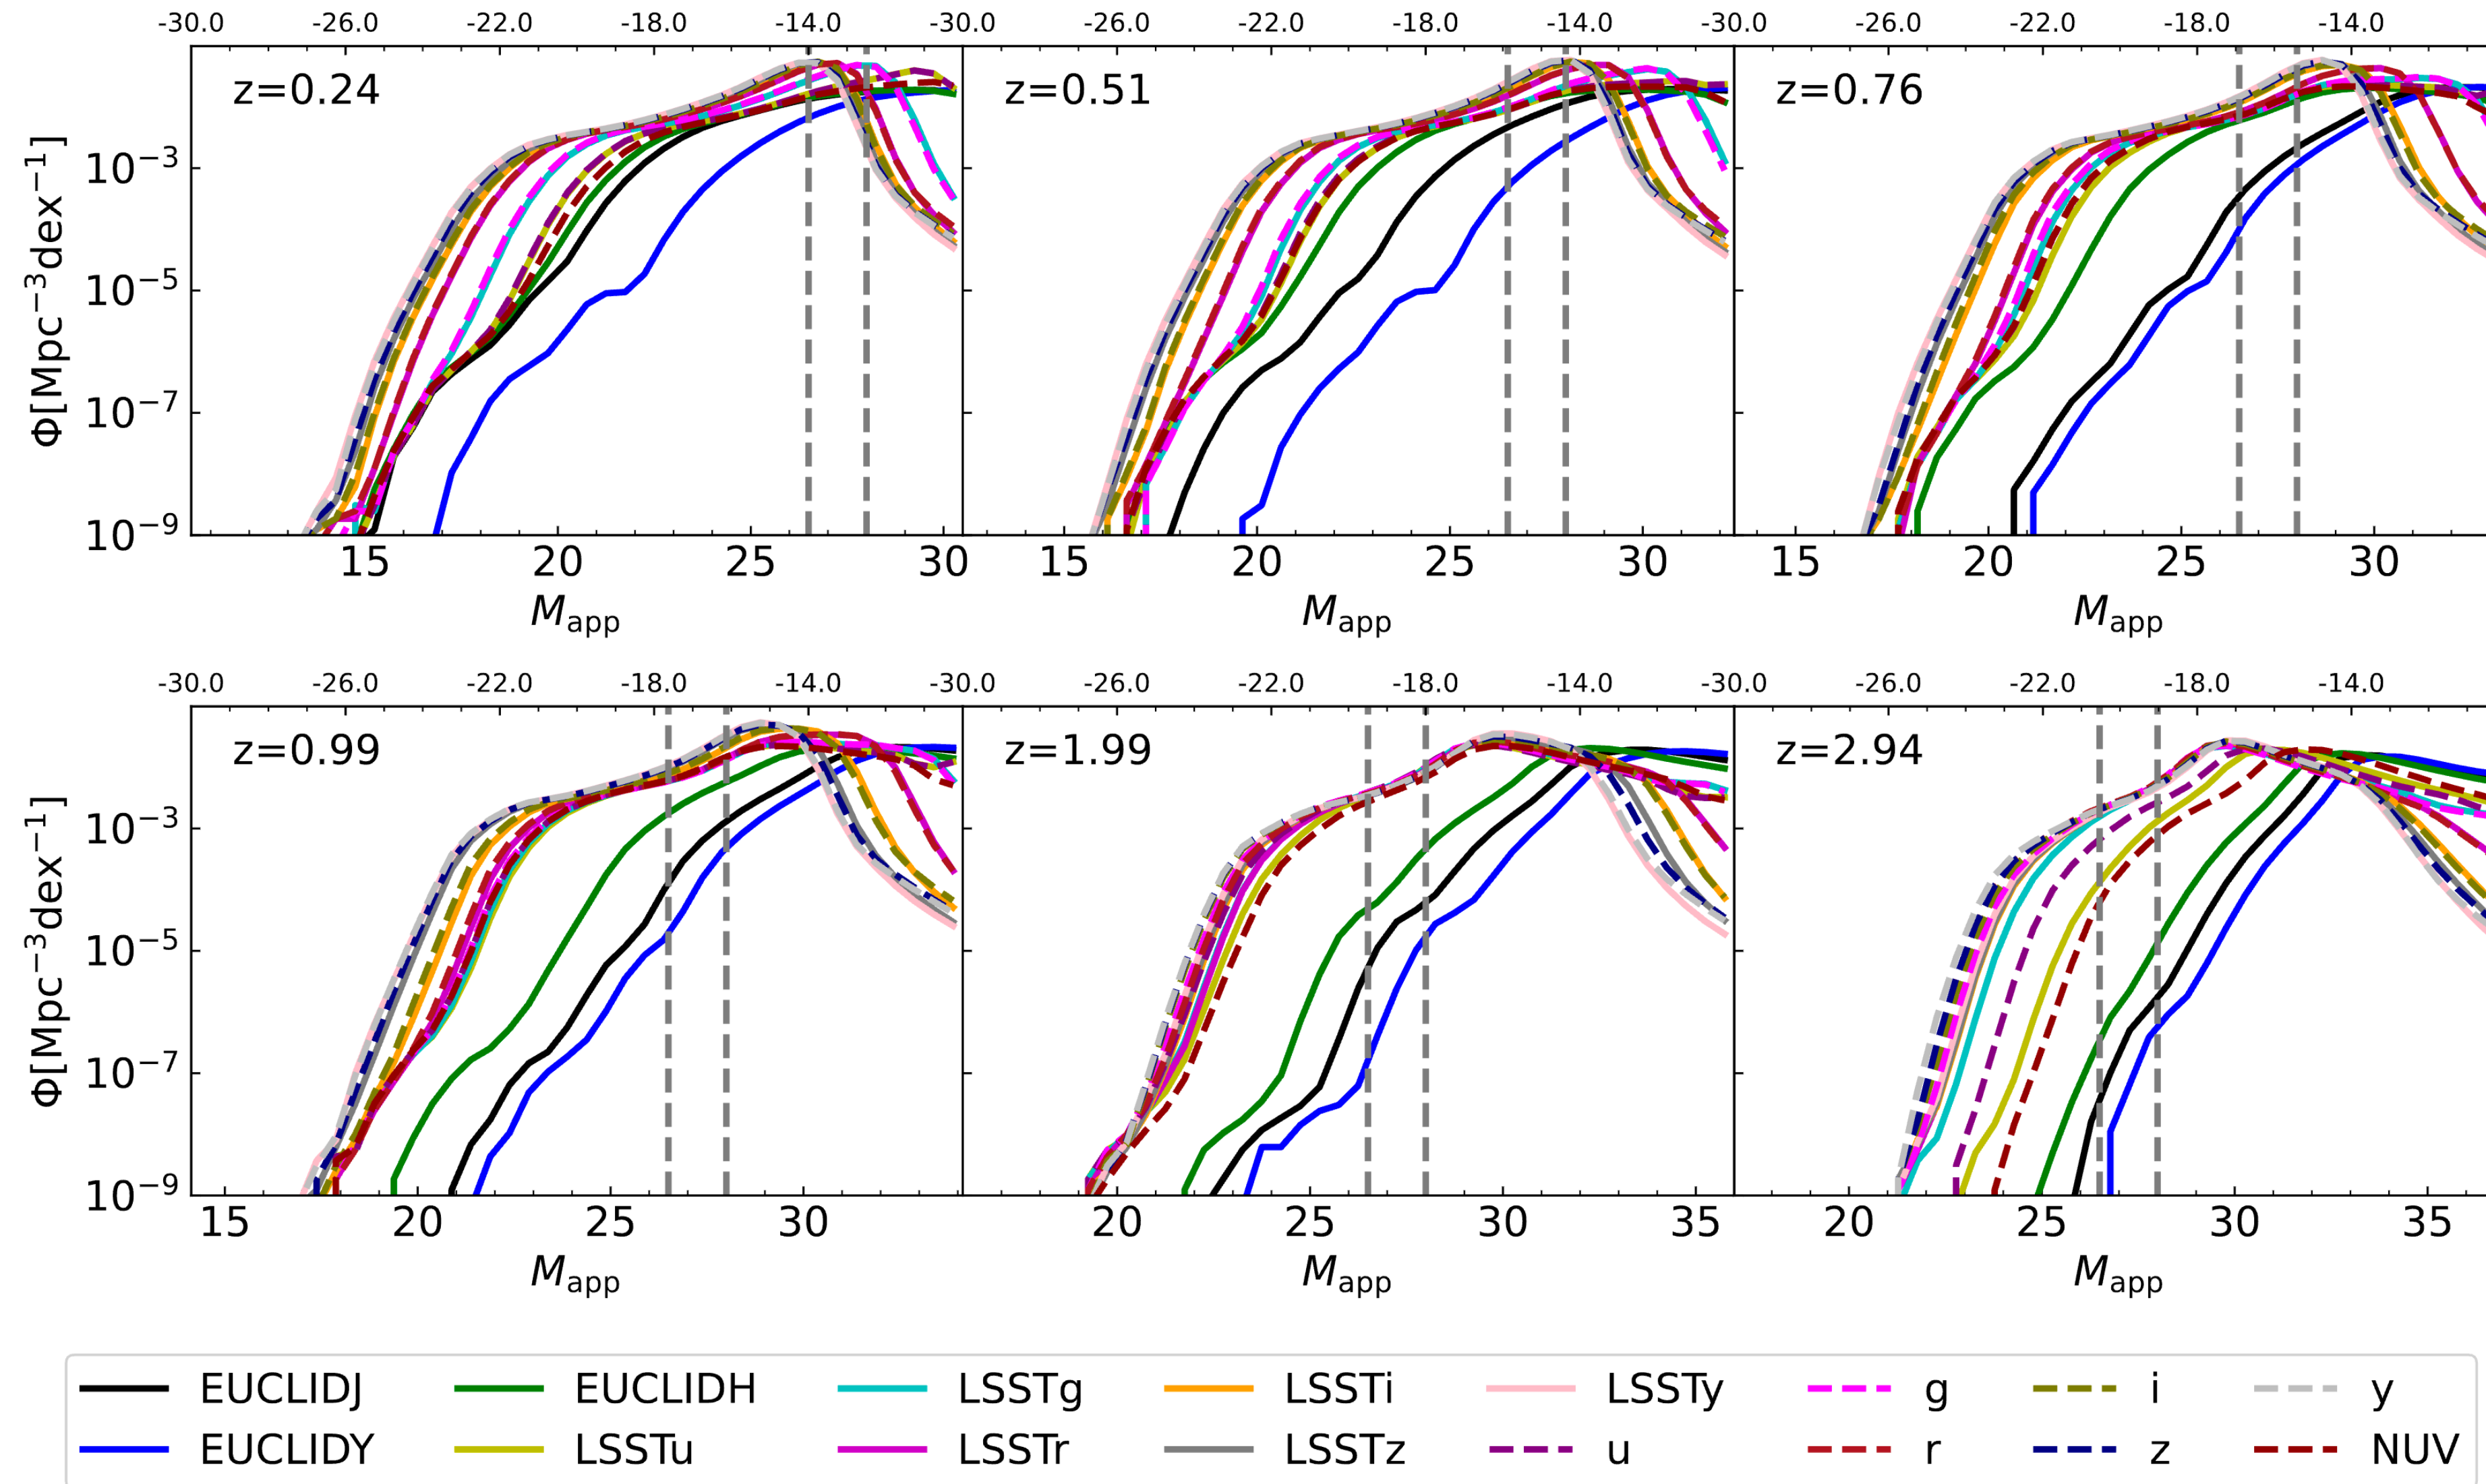 -30.0 -26.0 -22.0 -18.0 -14.0 -30.0 -26.0 -22.0 -18.0 -14.0 -30.0 -26.0 -22.0 -18.0 -14.0
z=0.24 z=0.51 z=0.76
Φ[Mpc⁻³dex⁻¹]
10⁻³
10⁻⁵
10⁻⁷
10⁻⁹
15 20 25 30 15 20 25 30 15 20 25 30
M_app M_app M_app
-30.0 -26.0 -22.0 -18.0 -14.0 -30.0 -26.0 -22.0 -18.0 -14.0 -30.0 -26.0 -22.0 -18.0 -14.0
z=0.99 z=1.99 z=2.94
Φ[Mpc⁻³dex⁻¹]
10⁻³
10⁻⁵
10⁻⁷
10⁻⁹
15 20 25 30 20 25 30 35 20 25 30 35
M_app M_app M_app
EUCLIDJ EUCLIDH LSSTg LSSTi LSSTy g i y
EUCLIDY LSSTu LSSTr LSSTz u r z NUV